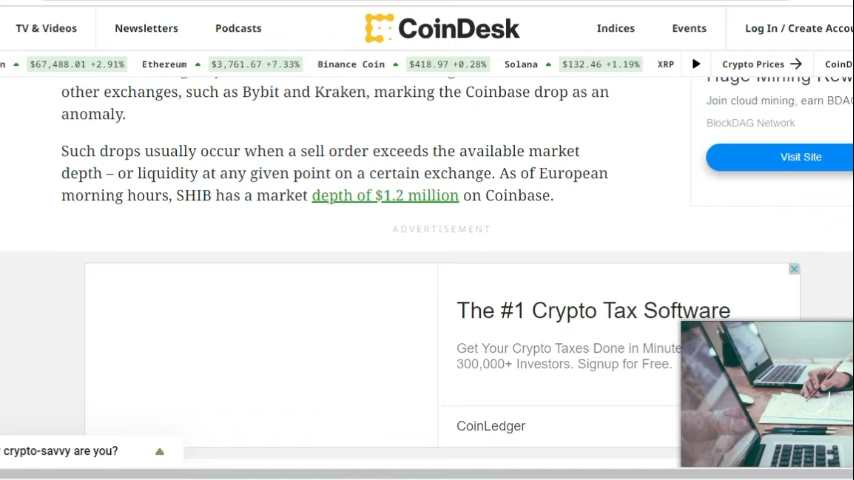 TV & Videos
Newsletters
Podcasts
CoinDesk
Indices
Events
Log In / Create
$67,488.01 +2.91%
Ethereum
$3,761.67 +7.33%
Binance Coin
$418.97 +0.28%
Solana
$132.46 +1.19%
XRP
Crypto Prices
other exchanges, such as Bybit and Kraken, marking the Coinbase drop as an
anomaly.
Such drops usually occur when a sell order exceeds the available market
depth – or liquidity at any given point on a certain exchange. As of European
morning hours, SHIB has a market depth of $1.2 million on Coinbase.
Huge Mining
Join cloud mining, earn
BlockDAG Network
Visit Site
ADVERTISEMENT
The #1 Crypto Tax Software
Get Your Crypto Taxes Done in
300,000+ Investors. Signup for Free.
CoinLedger
crypto-savvy are you?